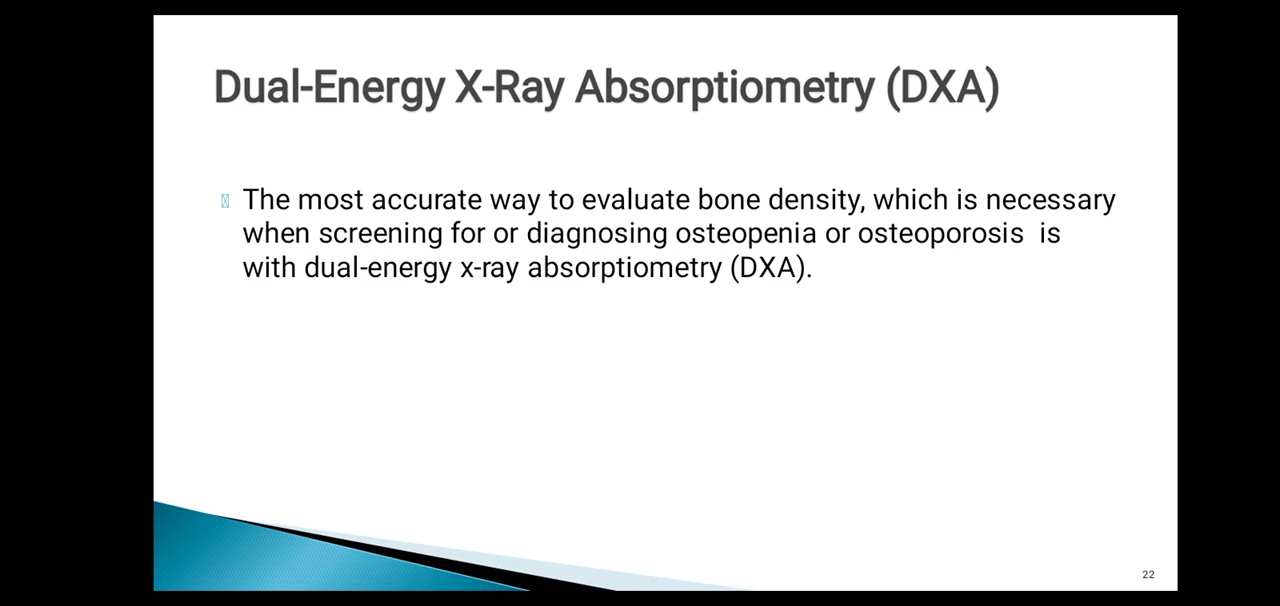 Dual-Energy X-Ray Absorptiometry (DXA)
The most accurate way to evaluate bone density, which is necessary
when screening for or diagnosing osteopenia or osteoporosis  is
with dual-energy x-ray absorptiometry (DXA).
22